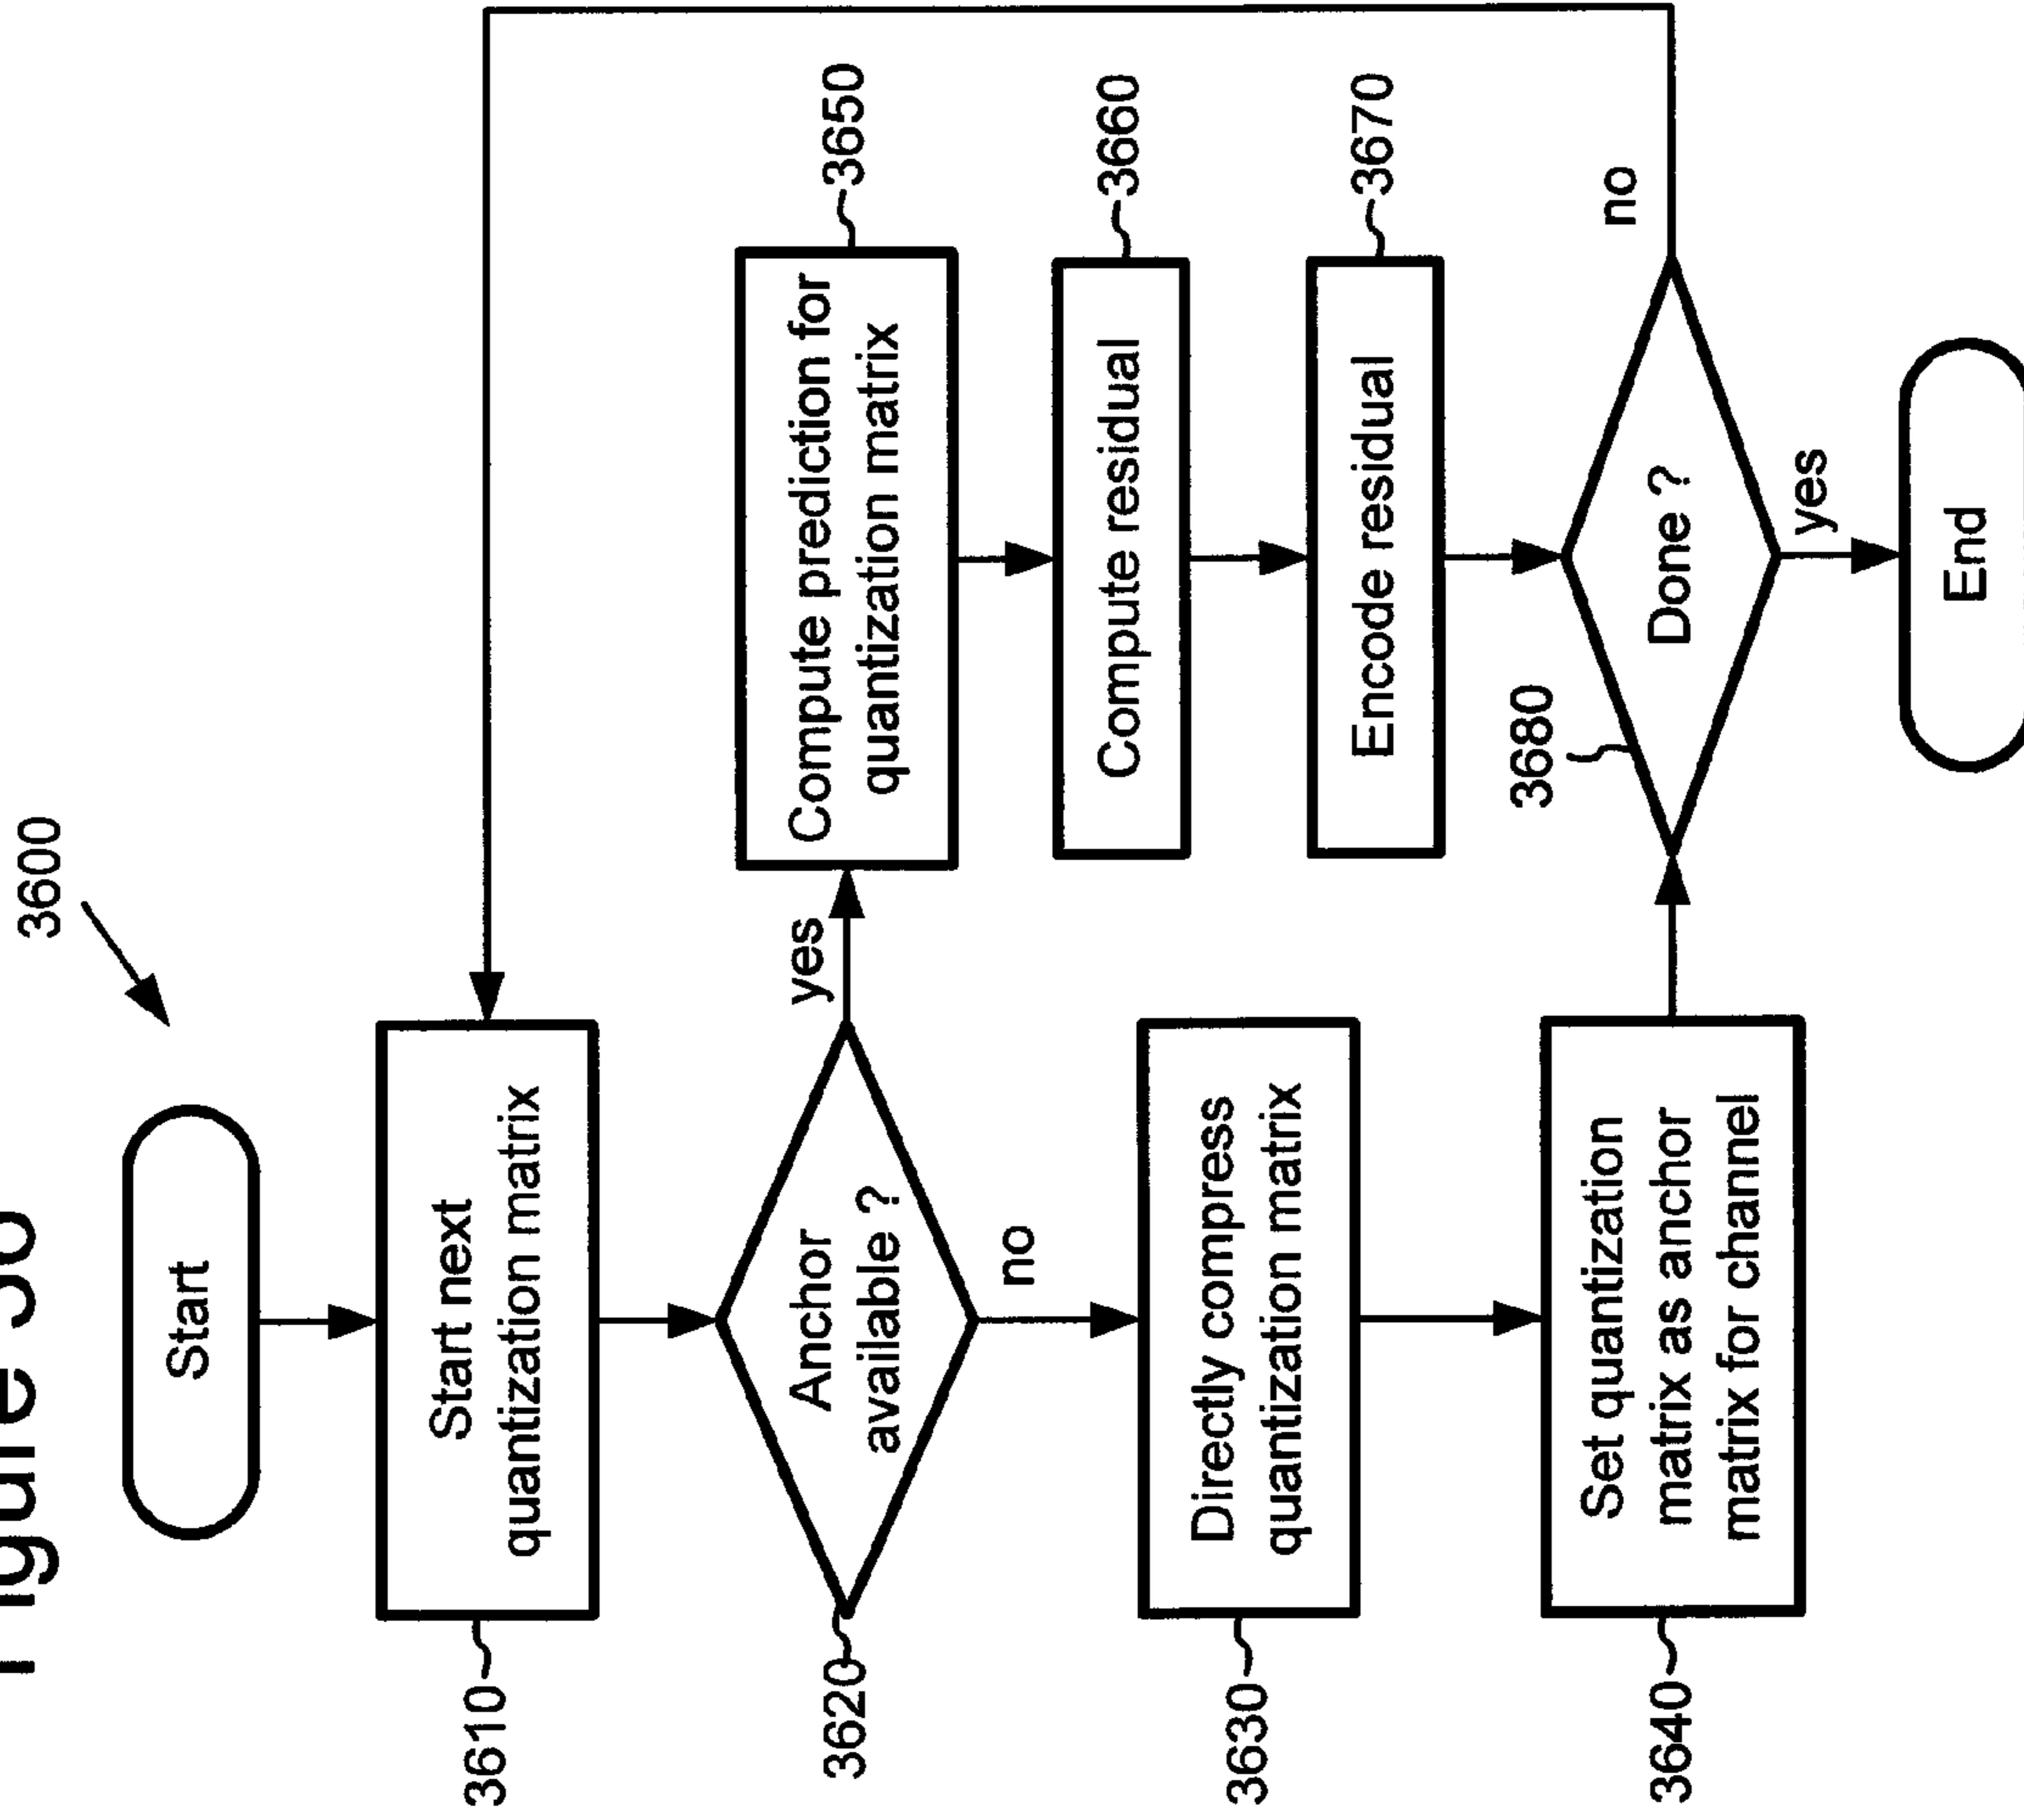 Figure 36
3600
Start
3610
Start next
quantization matrix
3620
Anchor
available ?
yes
no
3630
Directly compress
quantization matrix
3640
Set quantization
matrix as anchor
matrix for channel
3650
Compute prediction for
quantization matrix
3660
Compute residual
3670
Encode residual
3680
Done ?
no
yes
End